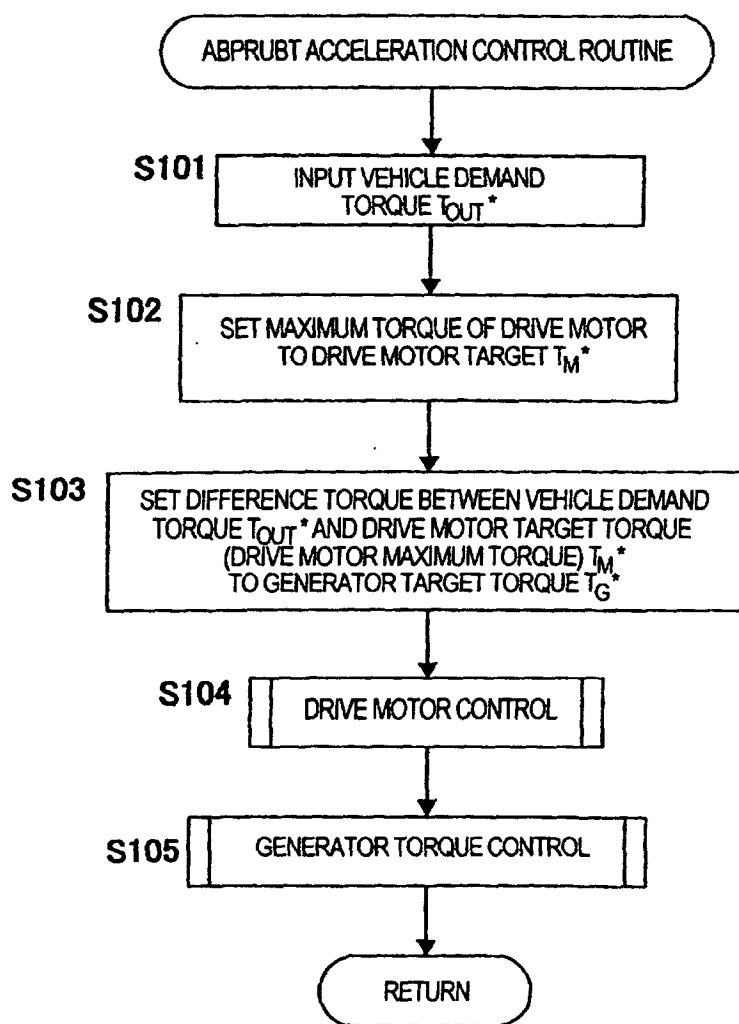 ABPRUBT ACCELERATION CONTROL ROUTINE
S101
INPUT VEHICLE DEMAND
TORQUE TOUT*
S102
SET MAXIMUM TORQUE OF DRIVE MOTOR
TO DRIVE MOTOR TARGET TM*
S103
SET DIFFERENCE TORQUE BETWEEN VEHICLE DEMAND
TORQUE TOUT* AND DRIVE MOTOR TARGET TORQUE
(DRIVE MOTOR MAXIMUM TORQUE) TM*
TO GENERATOR TARGET TORQUE TG*
S104
DRIVE MOTOR CONTROL
S105
GENERATOR TORQUE CONTROL
RETURN